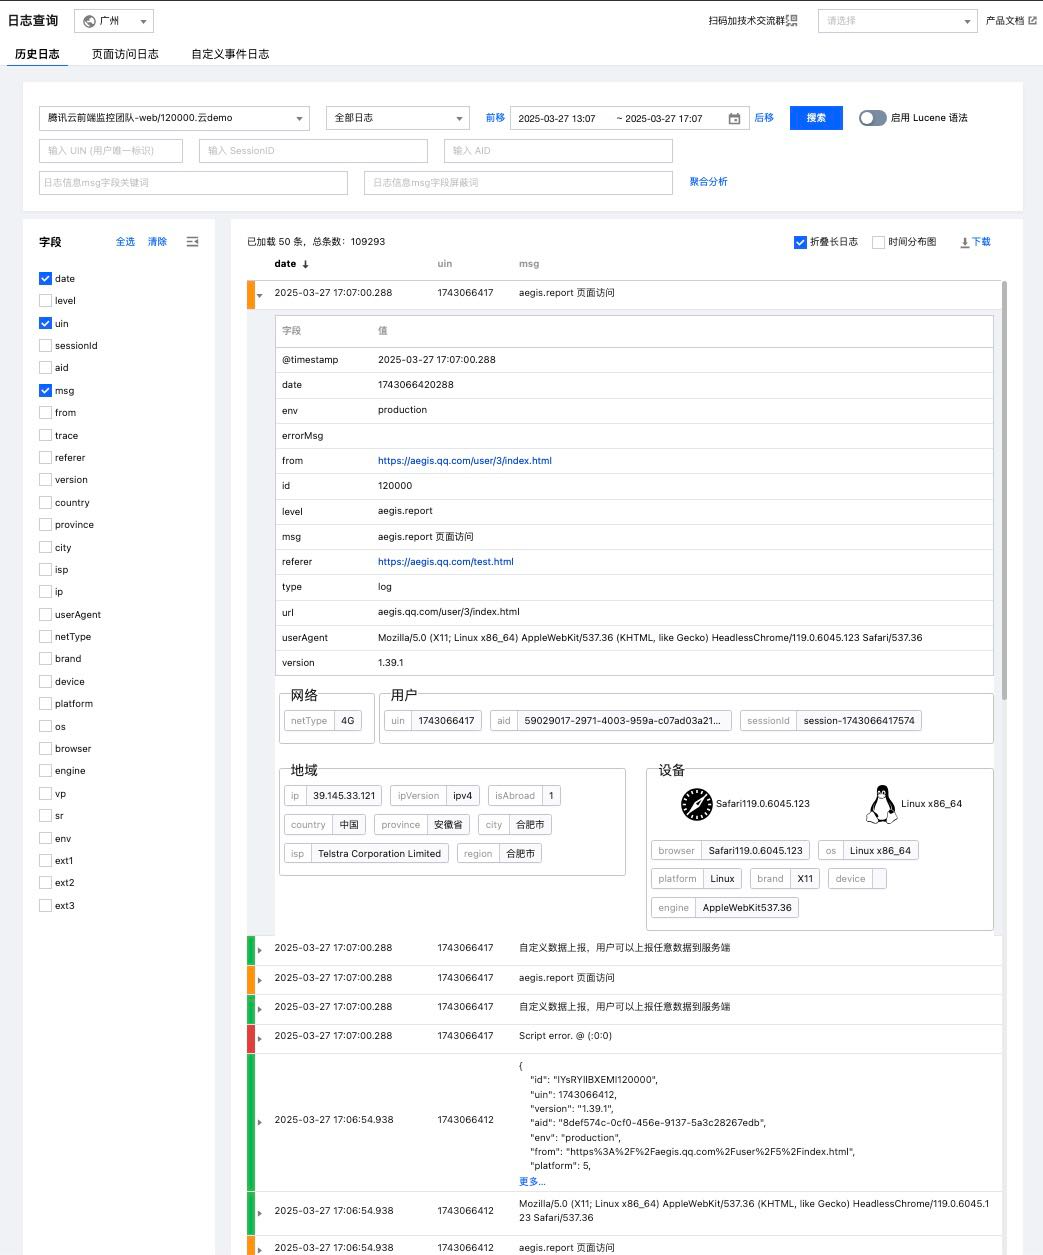 日志查询 广州 扫码加技术交流群 请选择 产品文档
历史日志 页面访问日志 自定义事件日志
腾讯云前端监控团队-web/120000.云demo 全部日志 前移 2025-03-27 13:07 ~ 2025-03-27 17:07 后移 搜索 启用 Lucene 语法
输入 UIN (用户唯一标识) 输入 SessionID 输入 AID
日志信息msg字段关键词 日志信息msg字段屏蔽词 聚合分析
字段 全选 清除
date
level
uin
sessionId
aid
msg
from
trace
referer
version
country
province
city
isp
ip
userAgent
netType
brand
device
platform
os
browser
engine
vp
sr
env
ext1
ext2
ext3
已加载 50 条，总条数：109293 折叠长日志 时间分布图 下载
date ↓ uin msg
2025-03-27 17:07:00.288 1743066417 aegis.report 页面访问
字段 值
@timestamp 2025-03-27 17:07:00.288
date 1743066420288
env production
errorMsg
from https://aegis.qq.com/user/3/index.html
id 120000
level aegis.report
msg aegis.report 页面访问
referer https://aegis.qq.com/test.html
type log
url aegis.qq.com/user/3/index.html
userAgent Mozilla/5.0 (X11; Linux x86_64) AppleWebKit/537.36 (KHTML, like Gecko) HeadlessChrome/119.0.6045.123 Safari/537.36
version 1.39.1
网络
netType 4G
用户
uin 1743066417 aid 59029017-2971-4003-959a-c07ad03a21... sessionId session-1743066417574
地域
ip 39.145.33.121 ipVersion ipv4 isAbroad 1
country 中国 province 安徽省 city 合肥市
isp Telstra Corporation Limited region 合肥市
设备
Safari119.0.6045.123 Linux x86_64
browser Safari119.0.6045.123 os Linux x86_64
platform Linux brand X11 device
engine AppleWebKit537.36
2025-03-27 17:07:00.288 1743066417 自定义数据上报，用户可以上报任意数据到服务端
2025-03-27 17:07:00.288 1743066417 aegis.report 页面访问
2025-03-27 17:07:00.288 1743066417 自定义数据上报，用户可以上报任意数据到服务端
2025-03-27 17:07:00.288 1743066417 Script error. @ (:0:0)
{
"id": "IYsRYIIBXEMI120000",
"uin": 1743066412,
"version": "1.39.1",
2025-03-27 17:06:54.938 1743066412 "aid": "8def574c-0cf0-456e-9137-5a3c28267edb",
"env": "production",
"from": "https%3A%2F%2Faegis.qq.com%2Fuser%2F5%2Findex.html",
"platform": 5,
更多...
2025-03-27 17:06:54.938 1743066412 Mozilla/5.0 (X11; Linux x86_64) AppleWebKit/537.36 (KHTML, like Gecko) HeadlessChrome/119.0.6045.1
23 Safari/537.36
2025-03-27 17:06:54.938 1743066412 aegis.report 页面访问